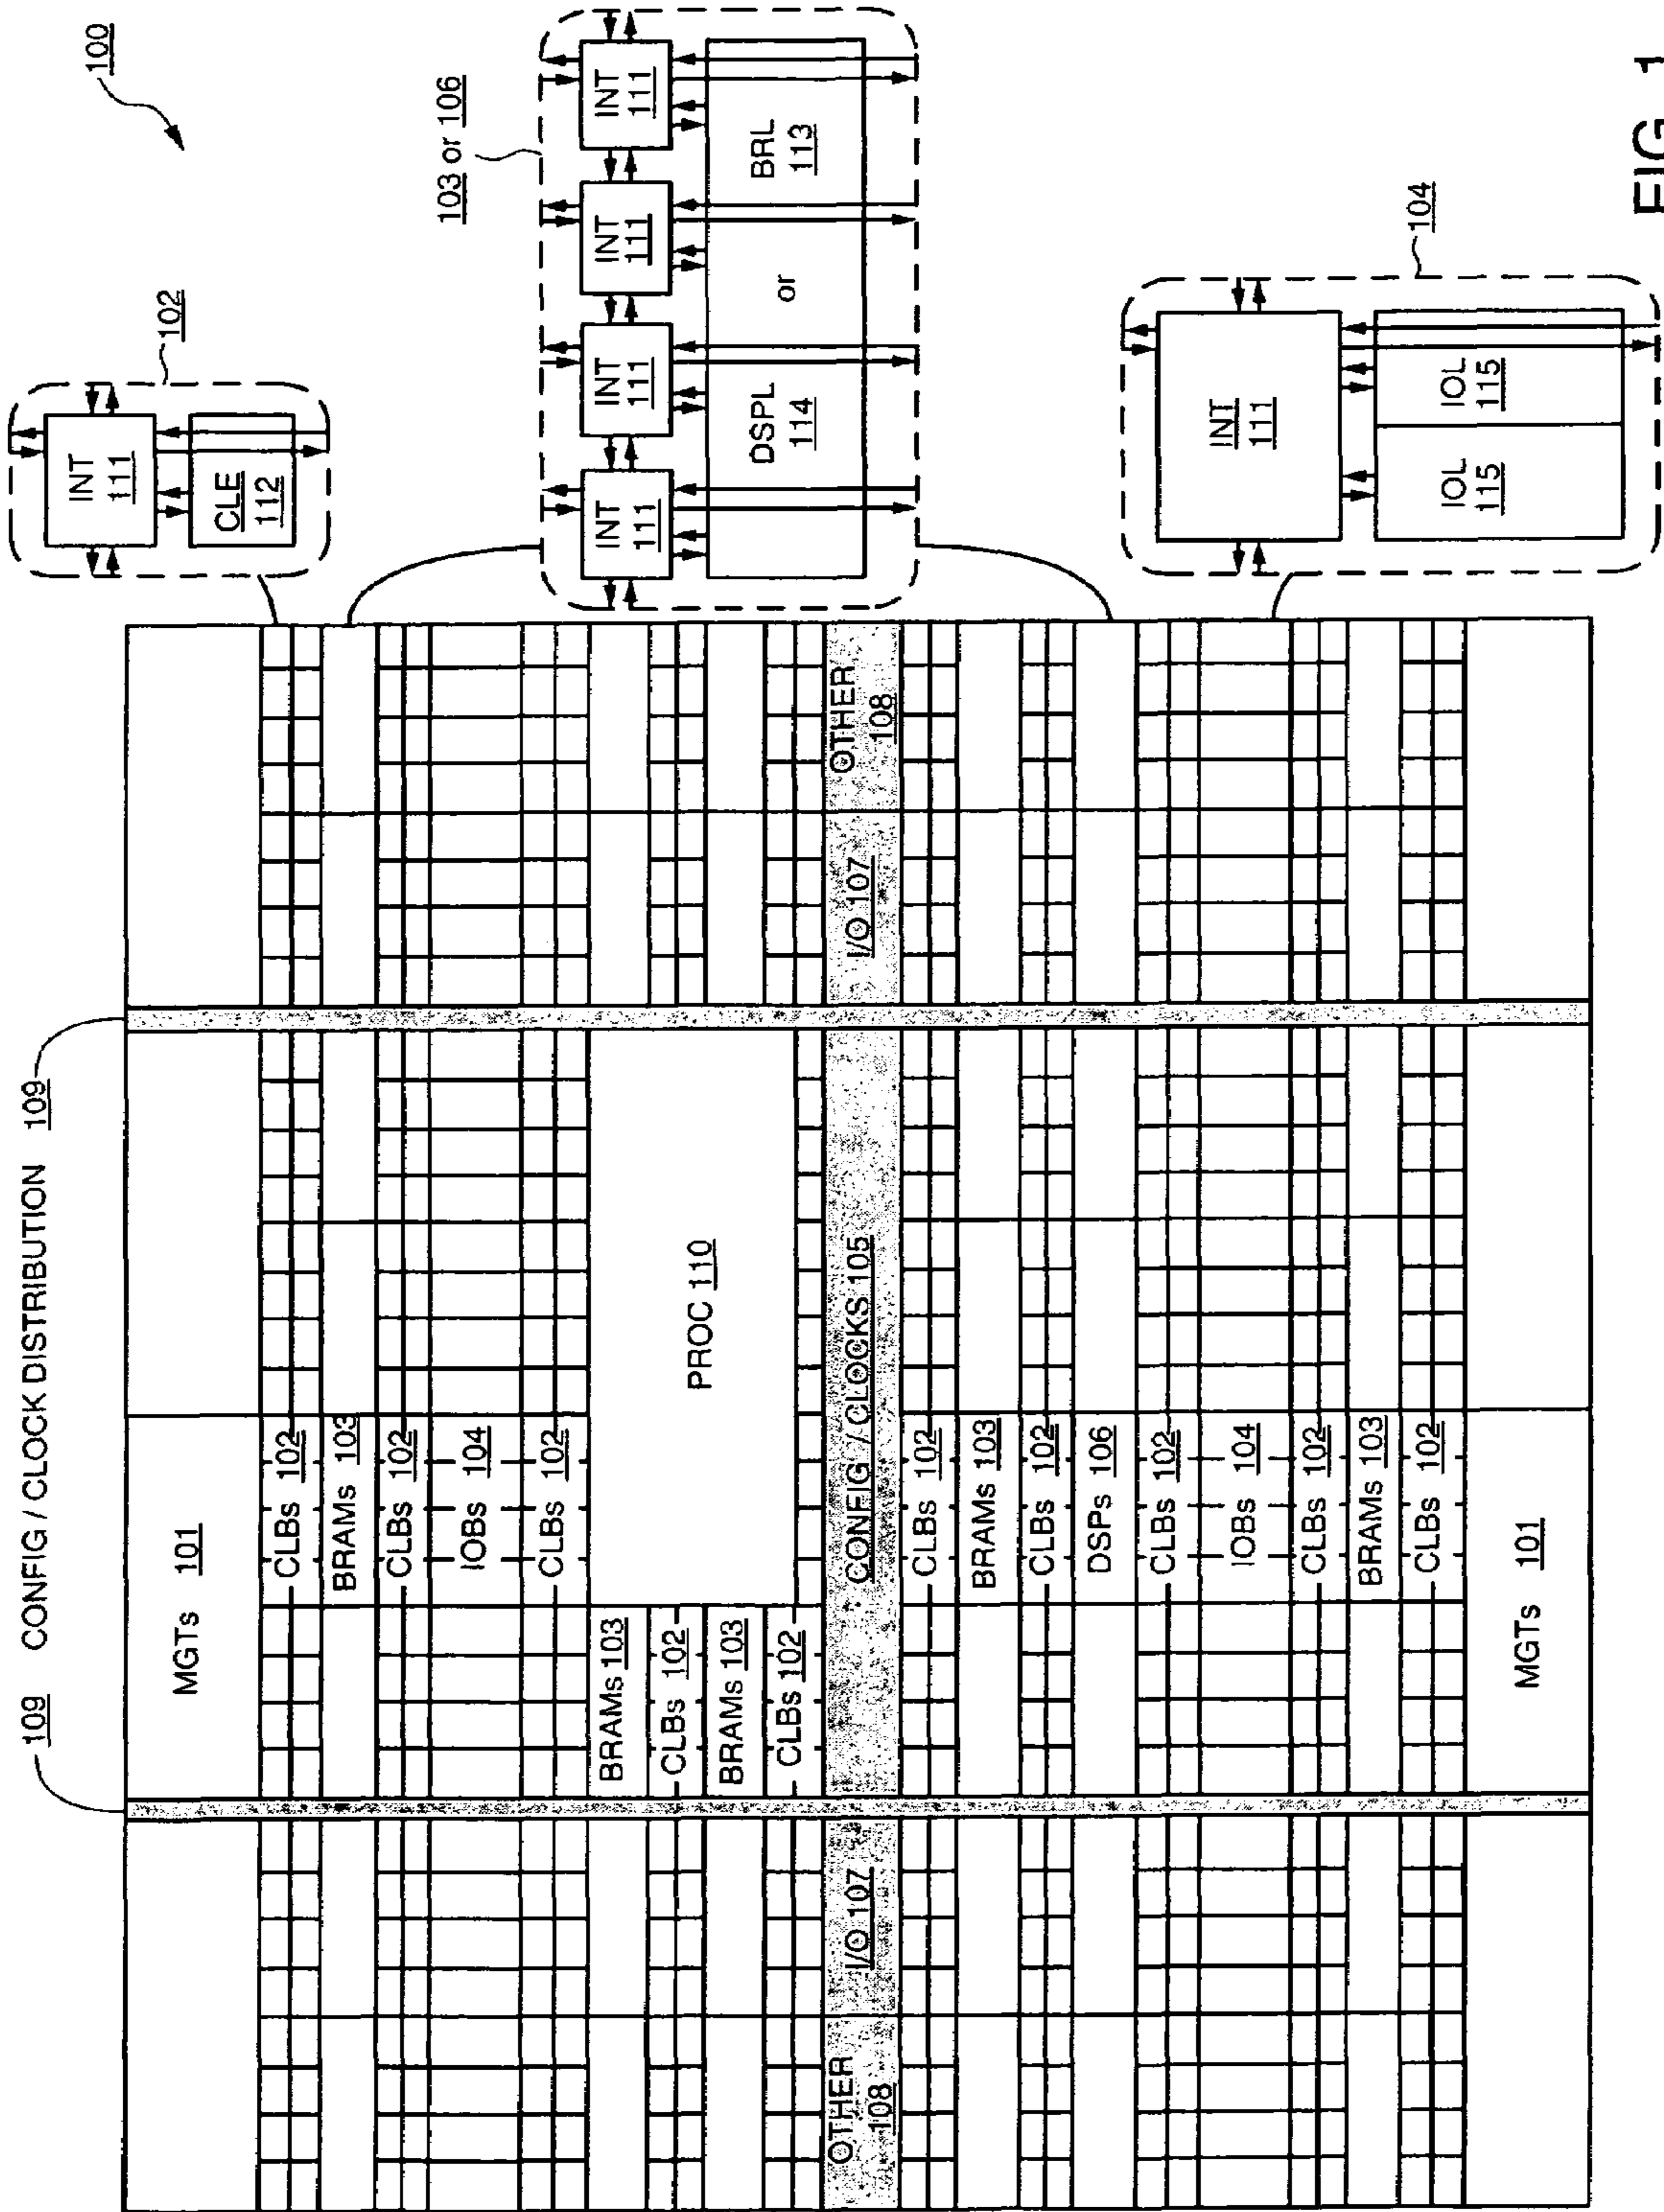 100
CONFIG / CLOCK DISTRIBUTION
109
109
MGTs 101
CLBs 102
BRAMs 103
CLBs 102
IOBs 104
CLBs 102
BRAMs 103
CLBs 102
BRAMs 103
CLBs 102
PROC 110
OTHER
108
I/O 107
CONFIG / CLOCKS 105
I/O 107
OTHER
108
CLBs 102
BRAMs 103
CLBs 102
DSPs 106
CLBs 102
IOBs 104
CLBs 102
BRAMs 103
CLBs 102
MGTs 101
102
INT
111
CLE
112
103 or 106
INT
111
INT
111
INT
111
INT
111
DSPL
114
or
BRL
113
104
INT
111
IOL
115
IOL
115
FIG. 1